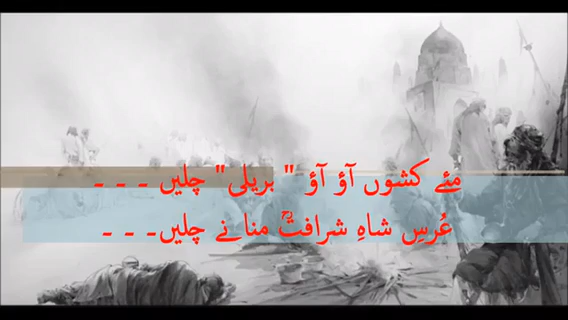 مئے کشوں آؤ آؤ " بریلی" چلیں ۔ ۔ ۔
عُرسِ شاہِ شرافتؒ منانے چلیں۔ ۔ ۔